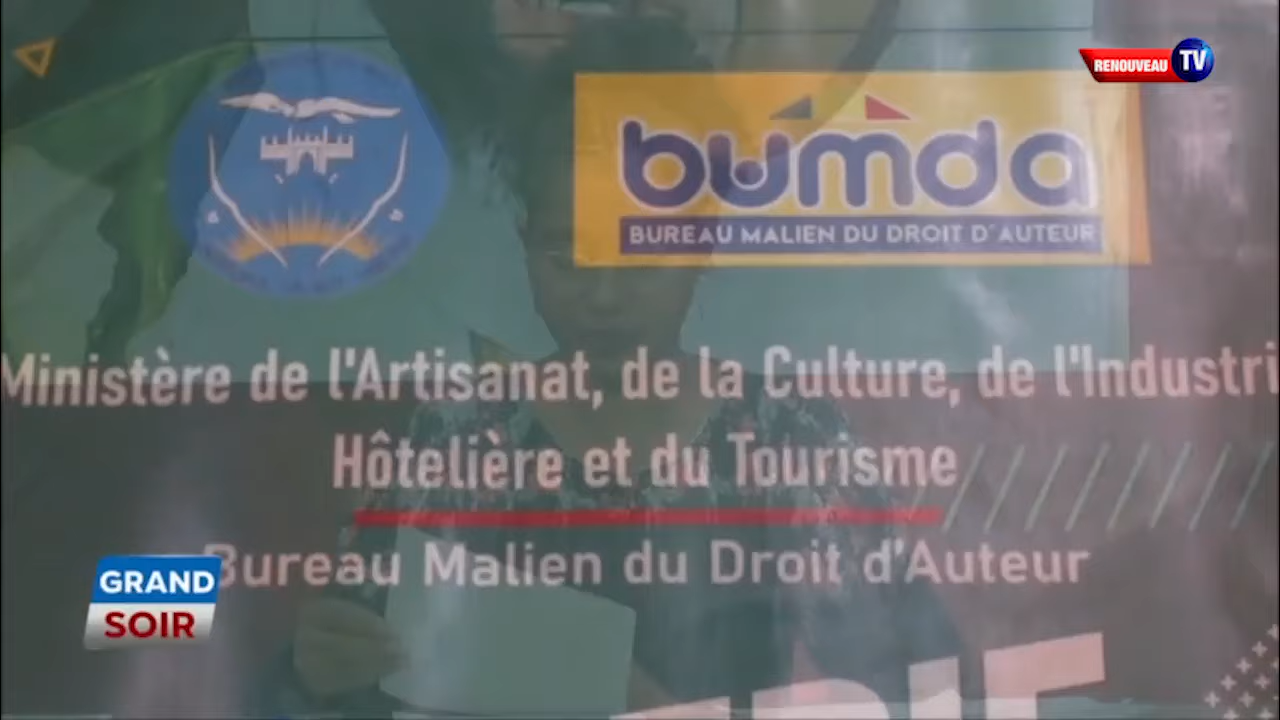 RENOUVEAU TV
bumda
BUREAU MALIEN DU DROIT D'AUTEUR
Ministère de l'Artisanat, de la Culture, de l'Industri
Hôtelière et du Tourisme
Bureau Malien du Droit d'Auteur
GRAND
SOIR